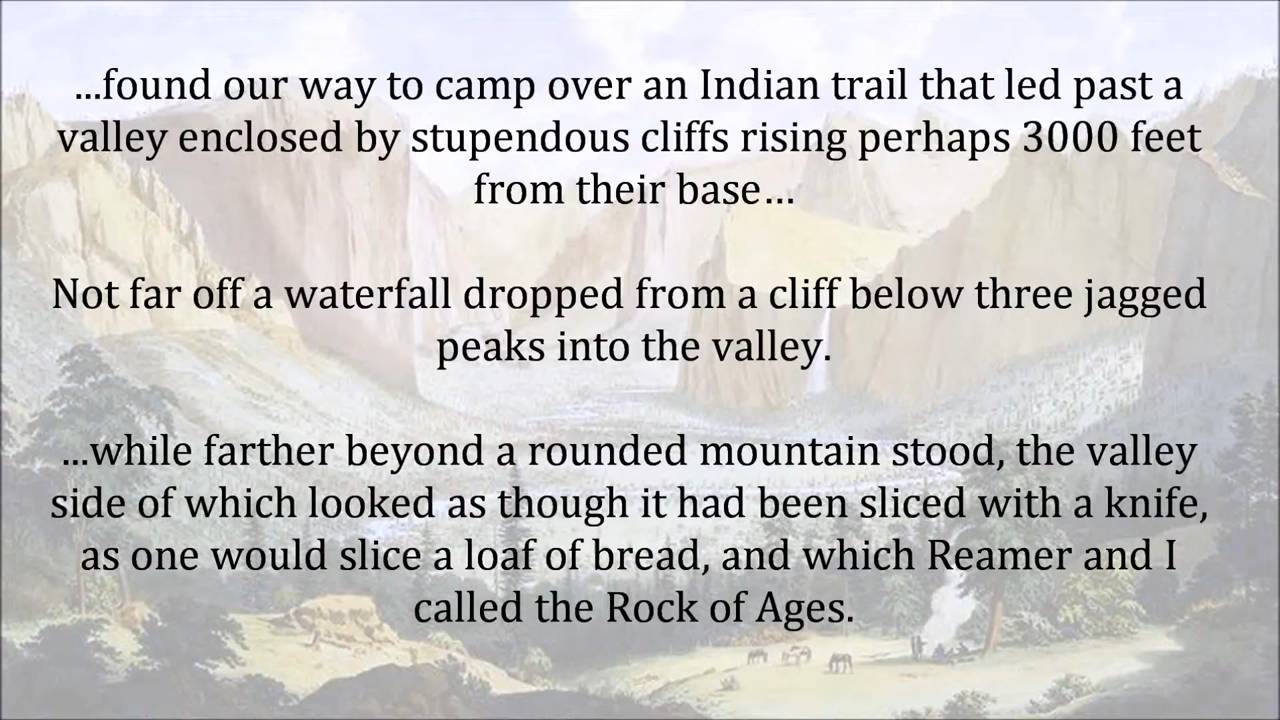 ...found our way to camp over an Indian trail that led past a
valley enclosed by stupendous cliffs rising perhaps 3000 feet
from their base…
Not far off a waterfall dropped from a cliff below three jagged
peaks into the valley.
...while farther beyond a rounded mountain stood, the valley
side of which looked as though it had been sliced with a knife,
as one would slice a loaf of bread, and which Reamer and I
called the Rock of Ages.